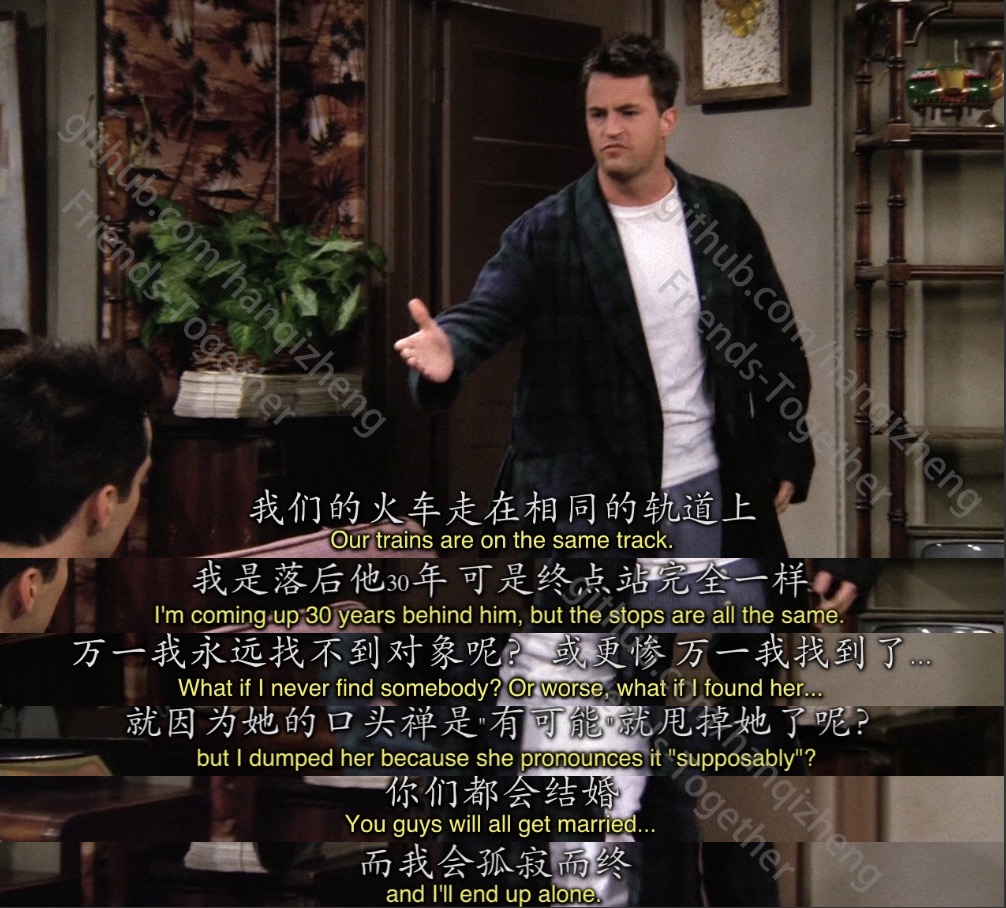 github.com/hanqizheng
Friends-Together
github.com/hanqizheng
Friends-Together
我们的火车走在相同的轨道上
Our trains are on the same track.
我是落后他30年 可是终点站完全一样
I'm coming up 30 years behind him, but the stops are all the same.
万一我永远找不到对象呢? 或更惨 万一我找到了...
What if I never find somebody? Or worse, what if I found her...
就因为她的口头禅是"有可能"就甩掉她了呢?
but I dumped her because she pronounces it "supposably"?
你们都会结婚
You guys will all get married...
而我会孤寂而终
and I'll end up alone.